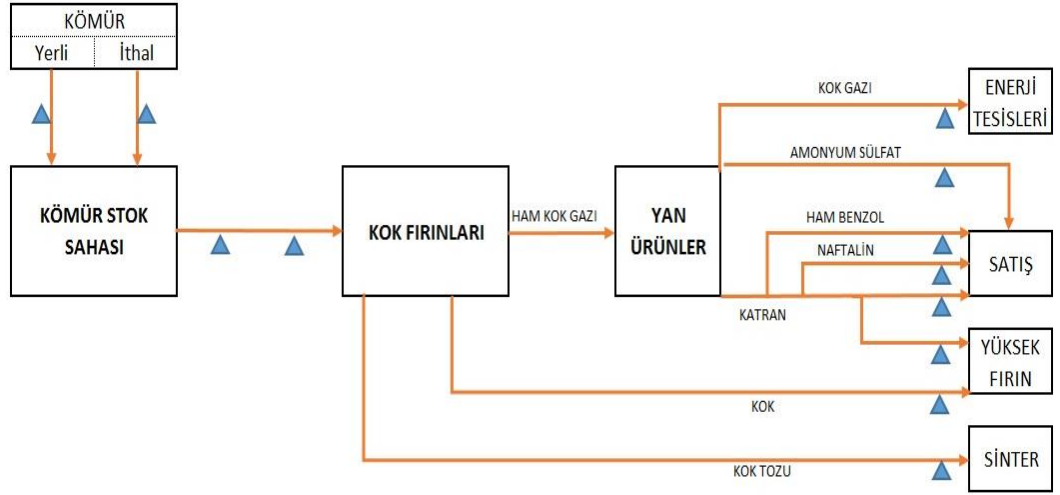 KÖMÜR
Yerli
İthal
KÖMÜR STOK
SAHASI
KOK FIRINLARI
HAM KOK GAZI
YAN
ÜRÜNLER
KOK GAZI
ENERJİ
TESİSLERİ
AMONYUM SÜLFAT
HAM BENZOL
NAFTALİN
SATIŞ
KATRAN
YÜKSEK
FIRIN
KOK
KOK TOZU
SİNTER